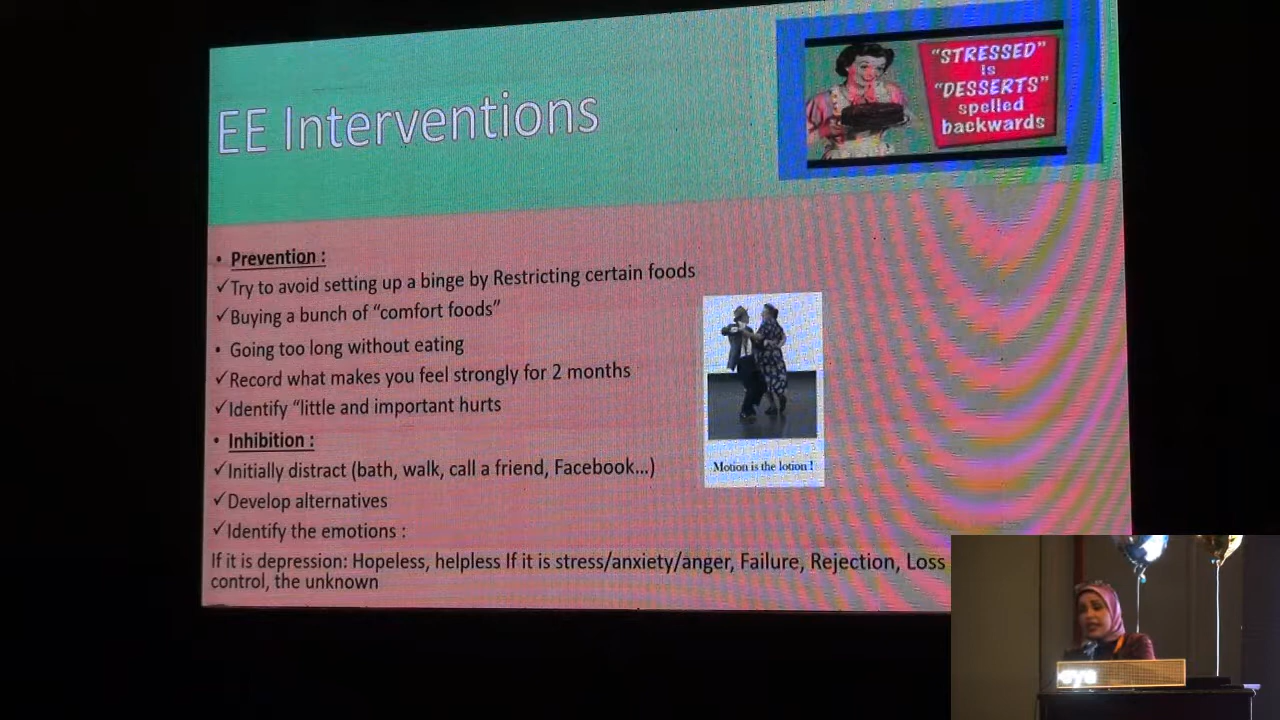 EE Interventions
“STRESSED”
is
“DESSERTS”
spelled
backwards
• Prevention :
✓Try to avoid setting up a binge by Restricting certain foods
✓Buying a bunch of “comfort foods”
• Going too long without eating
✓Record what makes you feel strongly for 2 months
✓Identify “little and important hurts
• Inhibition :
✓Initially distract (bath, walk, call a friend, Facebook...)
✓Develop alternatives
✓Identify the emotions :
If it is depression: Hopeless, helpless If it is stress/anxiety/anger, Failure, Rejection, Loss
control, the unknown
Motion is the lotion !